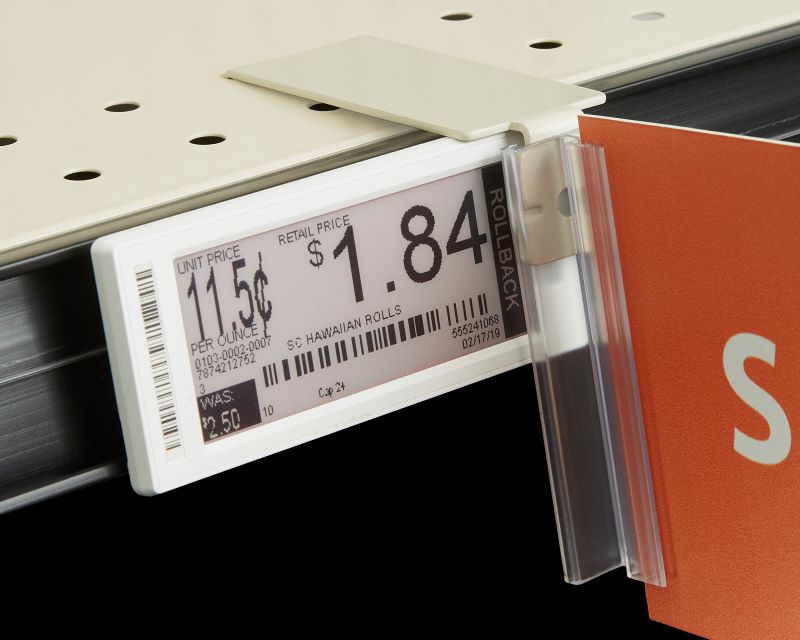 UNIT PRICE
11.5¢
PER OUNCE
RETAIL PRICE
$1.84
ROLLBACK
SC HAWAIIAN ROLLS
0103-0002-0007
7874212752
3
555241068
02/17/19
WAS:
$2.50
10
Cap 24
S